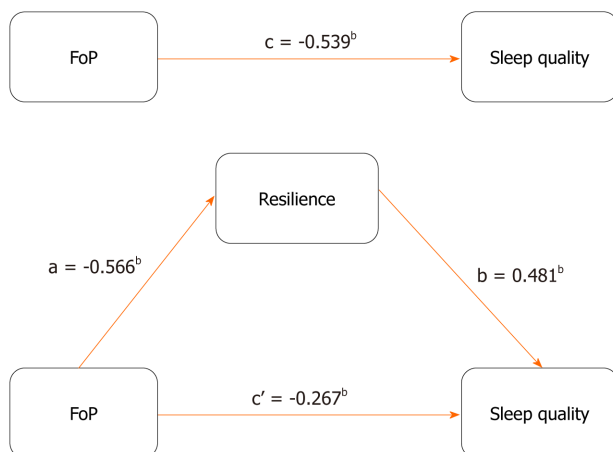 FoP
c = -0.539ᵇ
Sleep quality
Resilience
a = -0.566ᵇ
b = 0.481ᵇ
FoP
c’ = -0.267ᵇ
Sleep quality